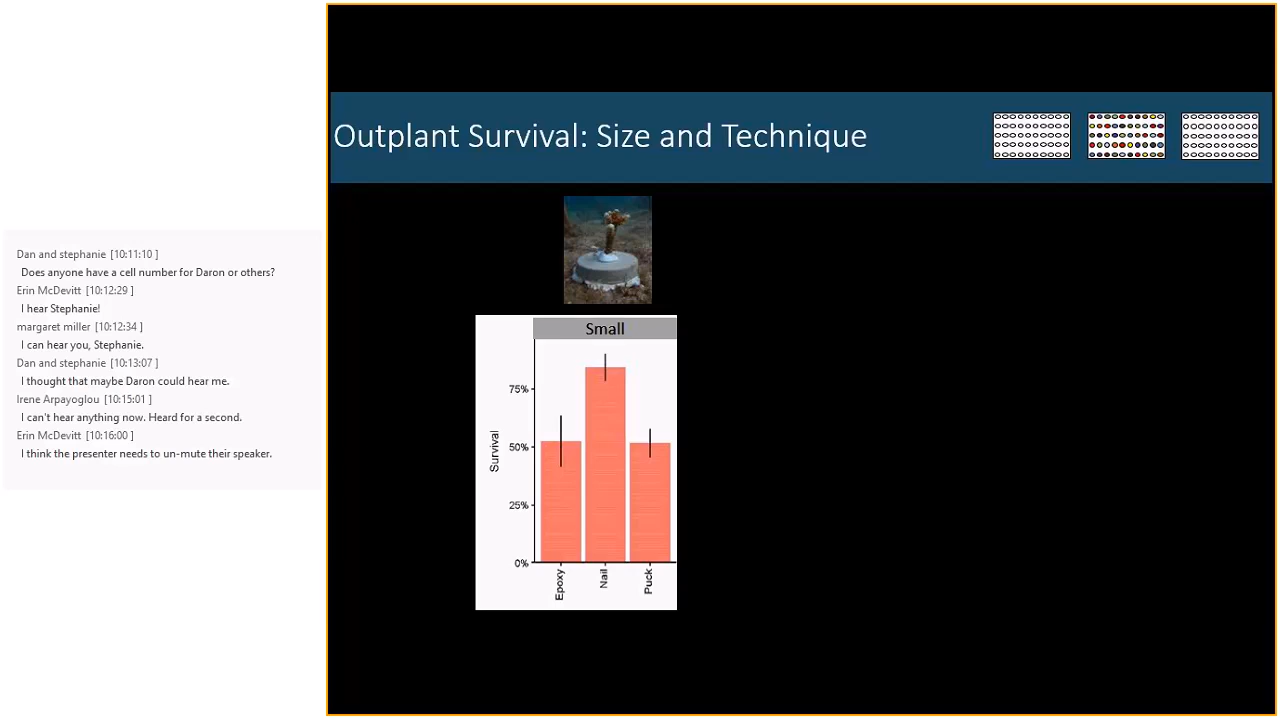 Dan and stephanie [10:11:10 ]
Does anyone have a cell number for Daron or others?
Erin McDevitt [10:12:29 ]
I hear Stephanie!
margaret miller [10:12:34 ]
I can hear you, Stephanie.
Dan and stephanie [10:13:07 ]
I thought that maybe Daron could hear me.
Irene Arpayoglou [10:15:01 ]
I can't hear anything now. Heard for a second.
Erin McDevitt [10:16:00 ]
I think the presenter needs to un-mute their speaker.
Outplant Survival: Size and Technique
Small
75%
50%
25%
0%
Survival
Epoxy
Nail
Puck